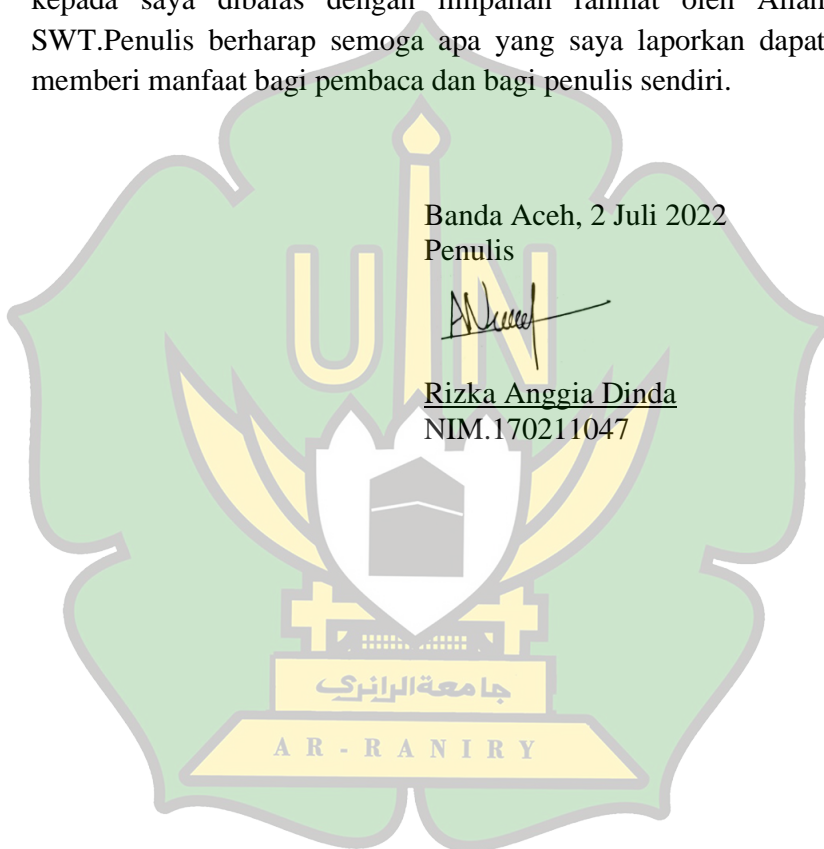 kepada saya dibalas dengan limpahan rahmat oleh Allah
SWT.Penulis berharap semoga apa yang saya laporkan dapat
memberi manfaat bagi pembaca dan bagi penulis sendiri.
Banda Aceh, 2 Juli 2022
Penulis
Rizka Anggia Dinda
NIM.170211047
UIN
جامعة الرانري
AR-RANIRY